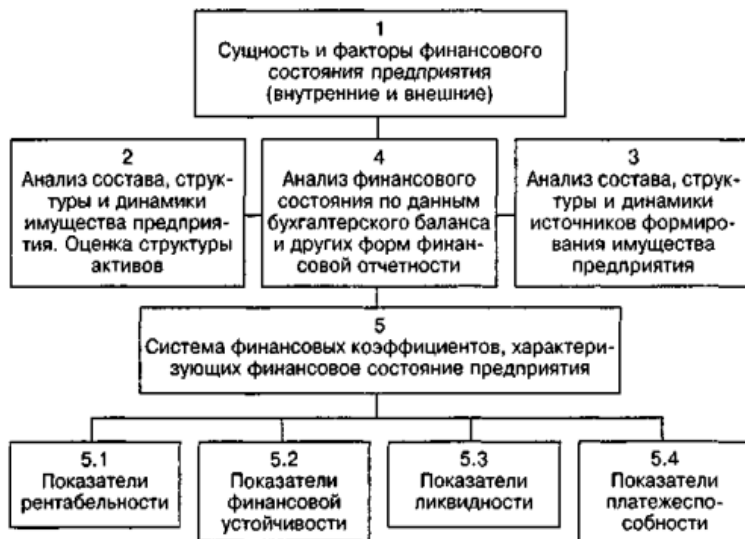 1
Сущность и факторы финансового
состояния предприятия
(внутренние и внешние)
2
Анализ состава, струк-
туры и динамики
имущества предприя-
тия. Оценка структуры
активов
4
Анализ финансового
состояния по данным
бухгалтерского баланса
и других форм финан-
совой отчетности
3
Анализ состава, струк-
туры и динамики
источников формиро-
вания имущества
предприятия
5
Система финансовых коэффициентов, характери-
зующих финансовое состояние предприятия
5.1
Показатели
рентабельности
5.2
Показатели
финансовой
устойчивости
5.3
Показатели
ликвидности
5.4
Показатели
платежеспо-
собности